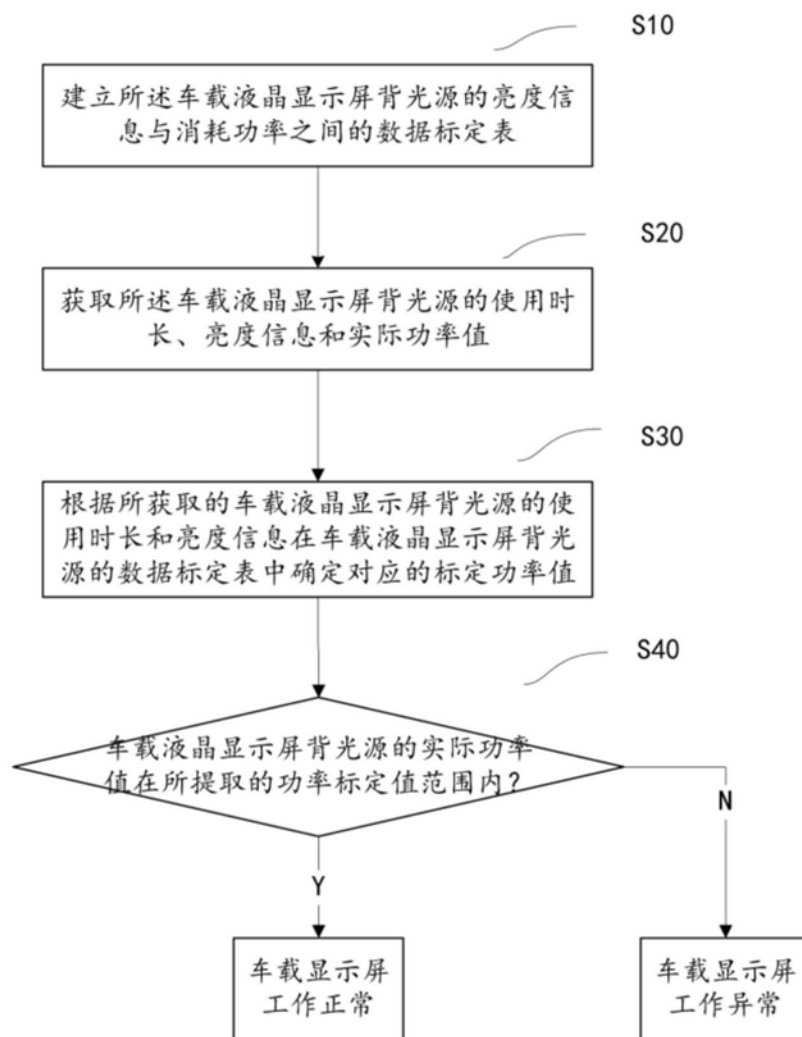 S10
建立所述车载液晶显示屏背光源的亮度信
息与消耗功率之间的数据标定表
S20
获取所述车载液晶显示屏背光源的使用时
长、亮度信息和实际功率值
S30
根据所获取的车载液晶显示屏背光源的使
用时长和亮度信息在车载液晶显示屏背光
源的数据标定表中确定对应的标定功率值
S40
车载液晶显示屏背光源的实际功率
值在所提取的功率标定值范围内？
N
Y
车载显示屏
工作正常
车载显示屏
工作异常